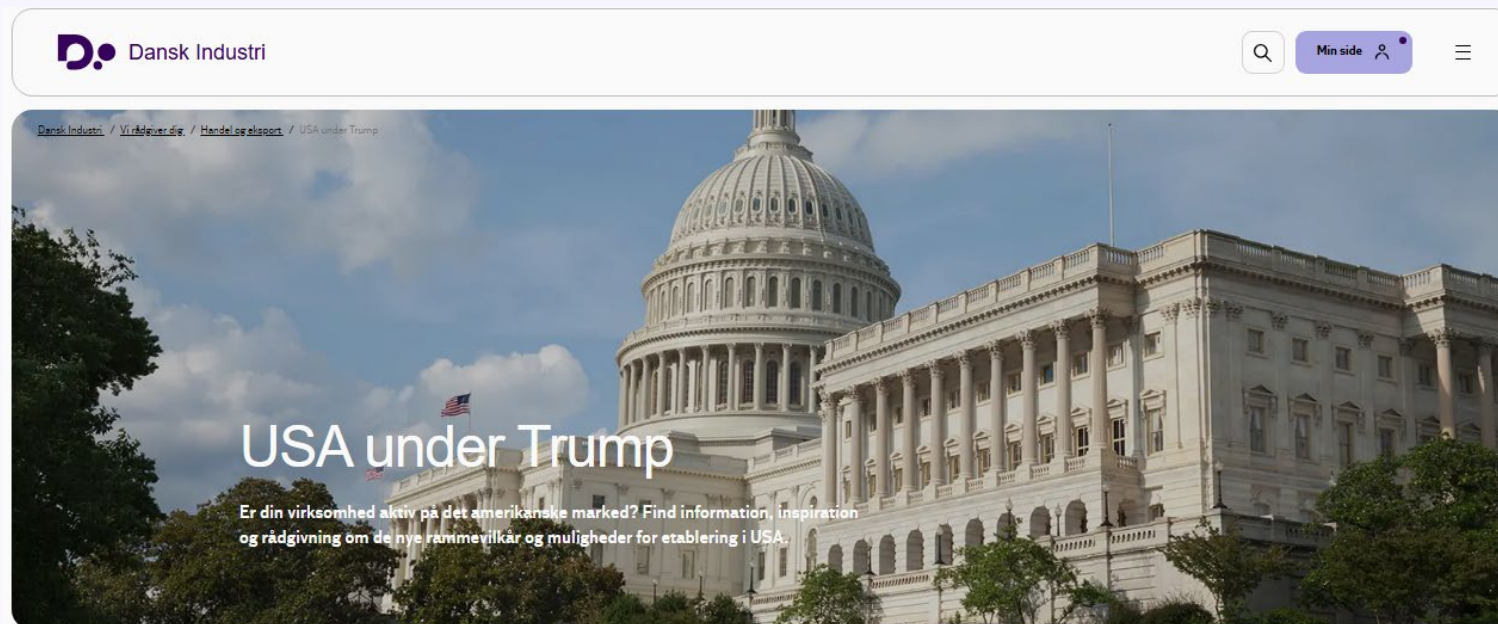 Dansk Industri
Min side
Dansk Industri / Vi rådgiver dig / Handel og eksport / USA under Trump
USA under Trump
Er din virksomhed aktiv på det amerikanske marked? Find information, inspiration
og rådgivning om de nye rammevilkår og muligheder for etablering i USA.